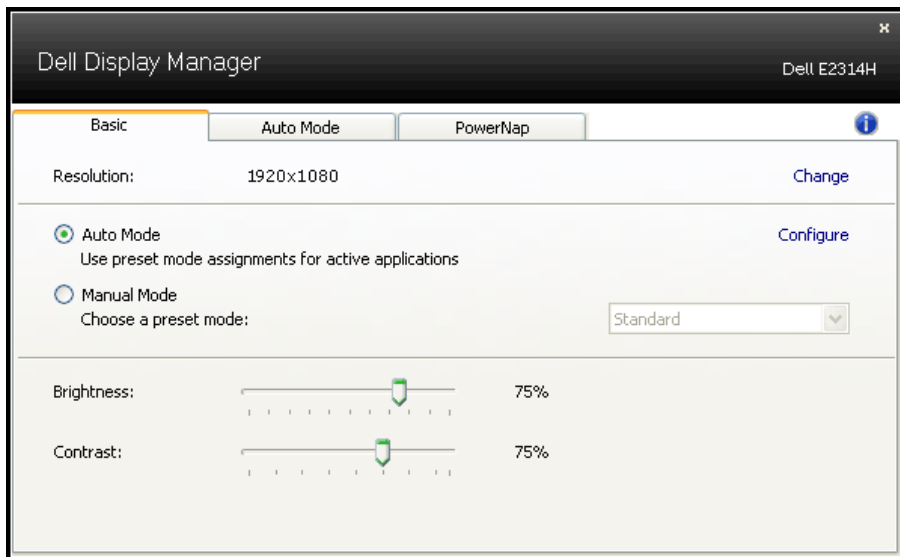 x
Dell Display Manager
Dell E2314H
Basic
Auto Mode
PowerNap
i
Resolution: 1920x1080 Change
Auto Mode Configure
Use preset mode assignments for active applications
Manual Mode
Choose a preset mode: Standard
Brightness: 75%
Contrast: 75%